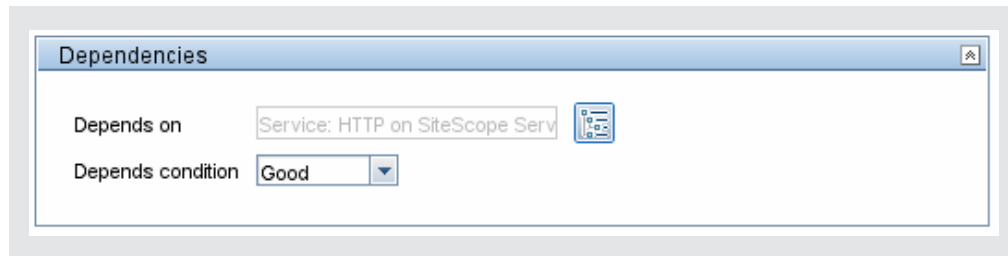 Dependencies
Depends on Service: HTTP on SiteScope Serv
Depends condition Good